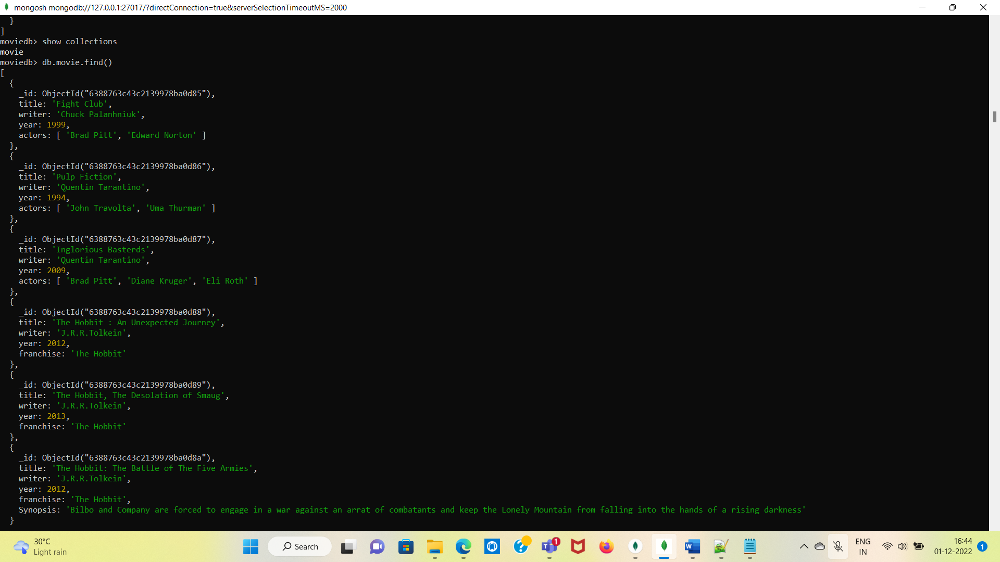 mongosh mongodb://127.0.0.1:27017/?directConnection=true&serverSelectionTimeoutMS=2000
  }
]
moviedb> show collections
movie
moviedb> db.movie.find()
[
  {
    _id: ObjectId("6388763c43c2139978ba0d85"),
    title: 'Fight Club',
    writer: 'Chuck Palanhniuk',
    year: 1999,
    actors: [ 'Brad Pitt', 'Edward Norton' ]
  },
  {
    _id: ObjectId("6388763c43c2139978ba0d86"),
    title: 'Pulp Fiction',
    writer: 'Quentin Tarantino',
    year: 1994,
    actors: [ 'John Travolta', 'Uma Thurman' ]
  },
  {
    _id: ObjectId("6388763c43c2139978ba0d87"),
    title: 'Inglorious Basterds',
    writer: 'Quentin Tarantino',
    year: 2009,
    actors: [ 'Brad Pitt', 'Diane Kruger', 'Eli Roth' ]
  },
  {
    _id: ObjectId("6388763c43c2139978ba0d88"),
    title: 'The Hobbit : An Unexpected Journey',
    writer: 'J.R.R.Tolkein',
    year: 2012,
    franchise: 'The Hobbit'
  },
  {
    _id: ObjectId("6388763c43c2139978ba0d89"),
    title: 'The Hobbit, The Desolation of Smaug',
    writer: 'J.R.R.Tolkein',
    year: 2013,
    franchise: 'The Hobbit'
  },
  {
    _id: ObjectId("6388763c43c2139978ba0d8a"),
    title: 'The Hobbit: The Battle of The Five Armies',
    writer: 'J.R.R.Tolkein',
    year: 2012,
    franchise: 'The Hobbit',
    Synopsis: 'Bilbo and Company are forced to engage in a war against an arrat of combatants and keep the Lonely Mountain from falling into the hands of a rising darkness'
  }
30°C
Light rain
Search
1
ENG
IN
16:44
01-12-2022
1